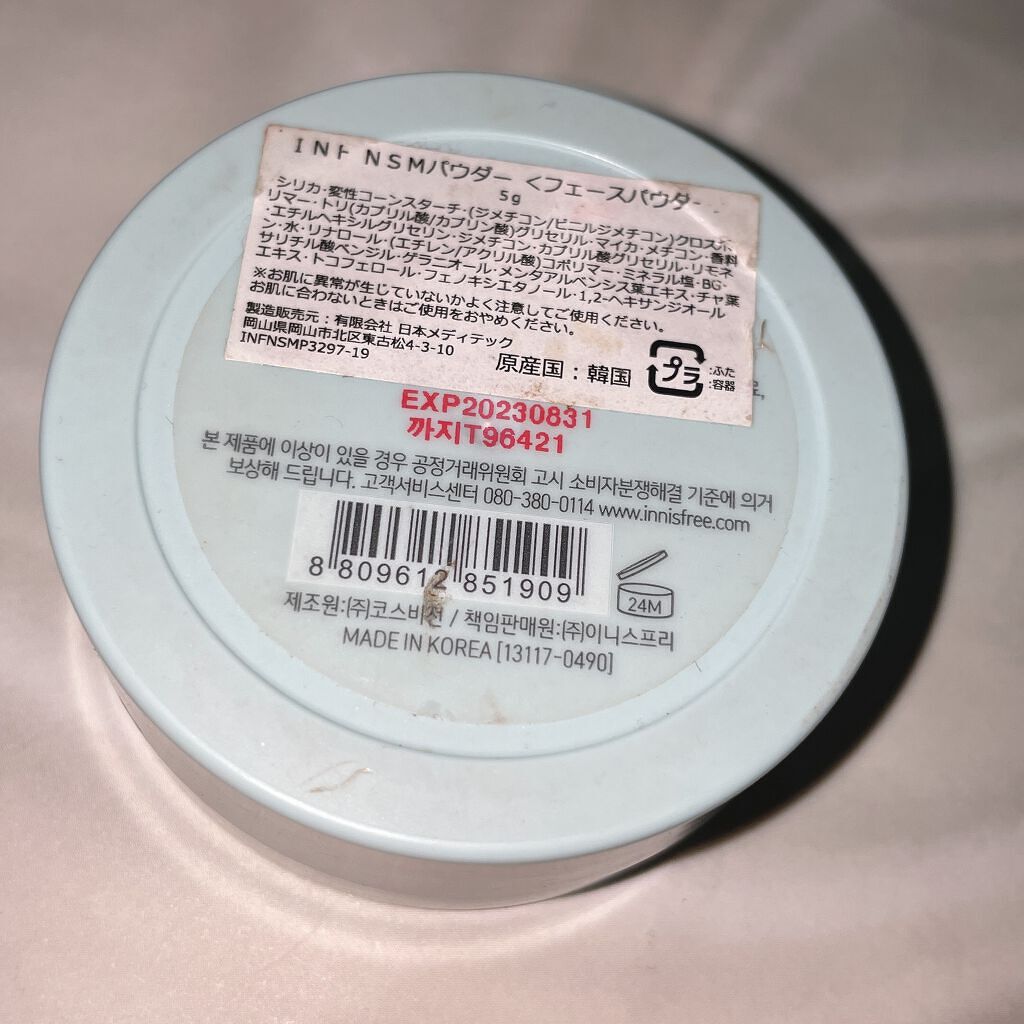 INF NSMパウダー <フェースパウダー
5g
シリカ・変性コーンスターチ・(ジメチコン/ビニルジメチコン)クロスポ
リマー・トリ(カプリル酸/カプリン酸)グリセリル・マイカ・メチコン・香料
・エチルヘキシルグリセリン・ジメチコン・カプリル酸グリセリル・リモネ
ン・水・リナロール・(エチレン/アクリル酸)コポリマー・ミネラル塩・BG・
サリチル酸ベンジル・ゲラニオール・メンタアルベンシス葉エキス・チャ葉
エキス・トコフェロール・フェノキシエタノール・1,2-ヘキサンジオール
※お肌に異常が生じていないかよく注意してご使用ください。
お肌に合わないときはご使用をおやめください。
製造販売元:有限会社 日本メディテック
岡山県岡山市北区東古松4-3-10
INFNSMP3297-19
原産国:韓国
プラ
:ふた
:容器
EXP20230831
까지T96421
본 제품에 이상이 있을 경우 공정거래위원회 고시 소비자분쟁해결 기준에 의거
보상해 드립니다. 고객서비스센터 080-380-0114 www.innisfree.com
8 809612 851909
24M
제조원:(주)코스비전 / 책임판매원:(주)이니스프리
MADE IN KOREA [13117-0490]